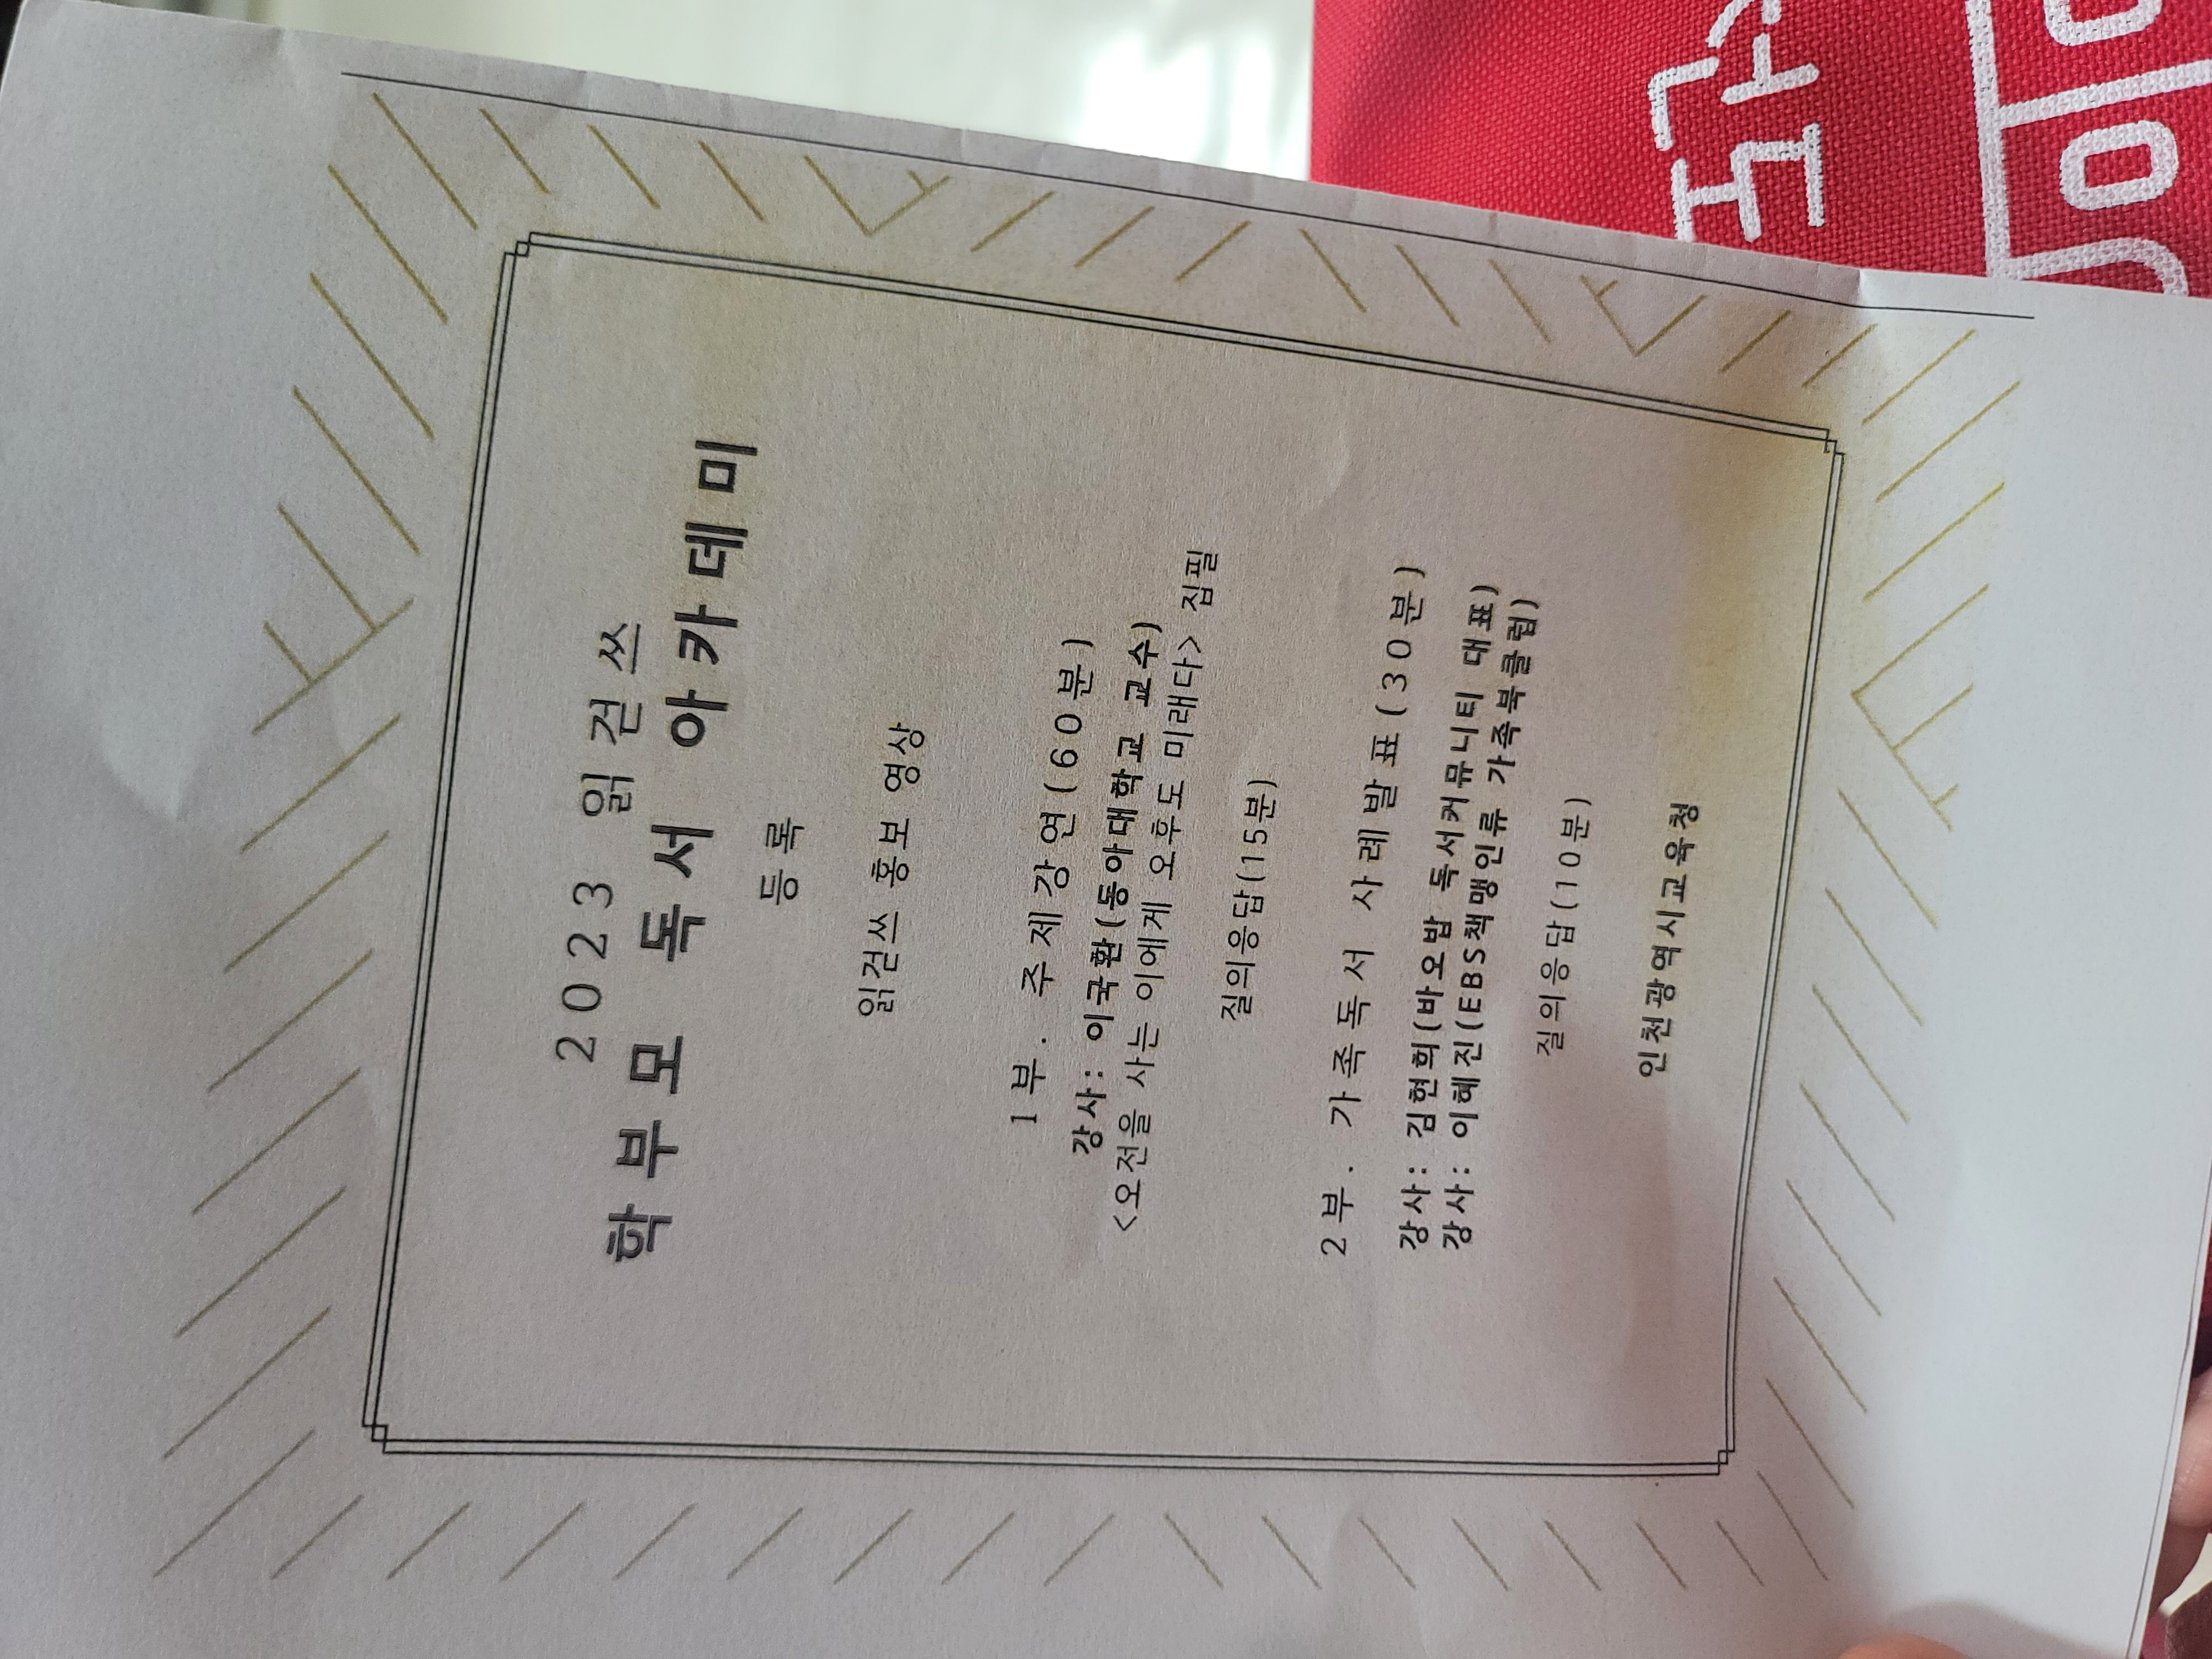 2023 읽걷쓰
학부모 독서 아카데미
등록
읽걷쓰 홍보 영상
1부. 주제강연(60분)
강사: 이국환(동아대학교 교수)
<오전을 사는 이에게 오후도 미래다> 집필
질의응답(15분)
2부. 가족독서 사례발표(30분)
강사: 김현희(바오밥 독서커뮤니티 대표)
강사: 이혜진(EBS책맹인류 가족북클럽)
질의응답(10분)
인천광역시교육청